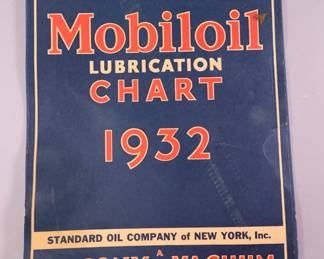 Mobiloil
LUBRICATION
CHART
1932
STANDARD OIL COMPANY of NEW YORK, Inc.
A